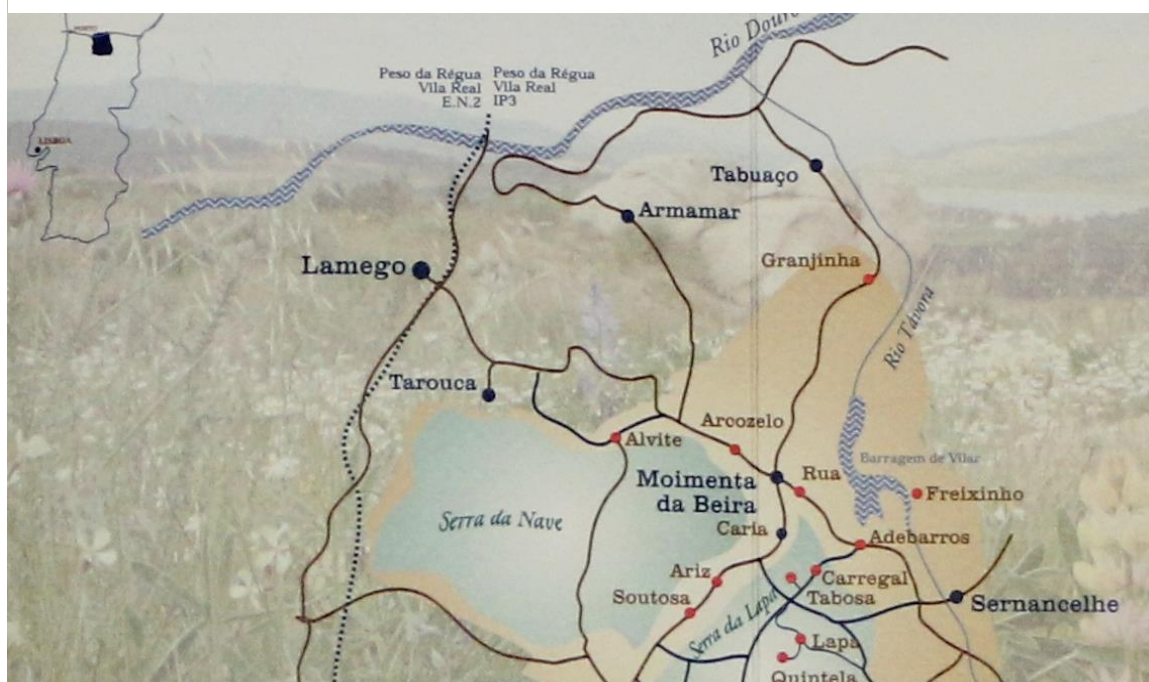 PORTO
LISBOA
Rio Douro
Peso da Régua
Vila Real
E.N.2
Peso da Régua
Vila Real
IP3
Tabuaço
Armamar
Granjinha
Lamego
Rio Távora
Tarouca
Arcozelo
Alvite
Barragem de Vilar
Moimenta
da Beira
Rua
Freixinho
Serra da Nave
Caria
Adebarros
Ariz
Carregal
Soutosa
Tabosa
Sernancelhe
Serra da Lapa
Lapa
Quintela